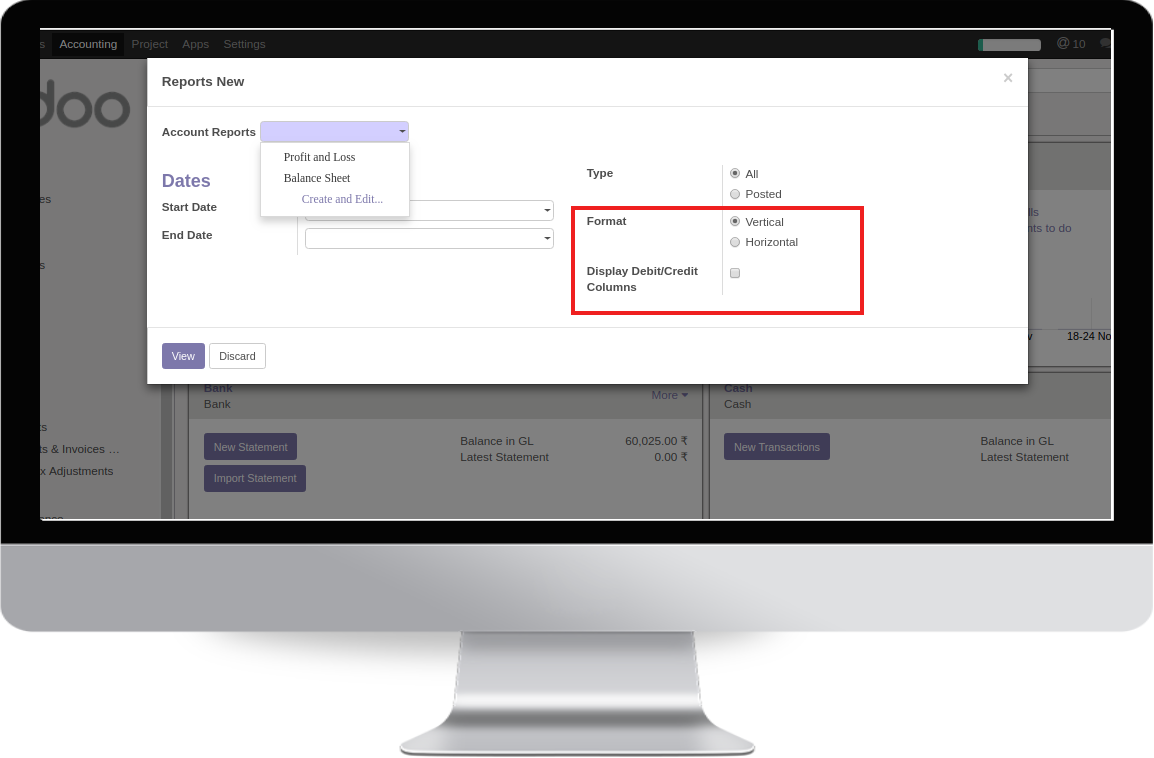 s Accounting Project Apps Settings @ 10
doo
Reports New ×
Account Reports
Profit and Loss
Balance Sheet
Create and Edit...
Dates
Start Date
End Date
Type
All
Posted
Format
Vertical
Horizontal
Display Debit/Credit
Columns
View Discard
es
s
lls
nts to do
v 18-24 No
ts
ts & Invoices ...
x Adjustments
Bank
Bank
More
New Statement
Import Statement
Balance in GL 60,025.00 ₹
Latest Statement 0.00 ₹
Cash
Cash
New Transactions
Balance in GL
Latest Statement